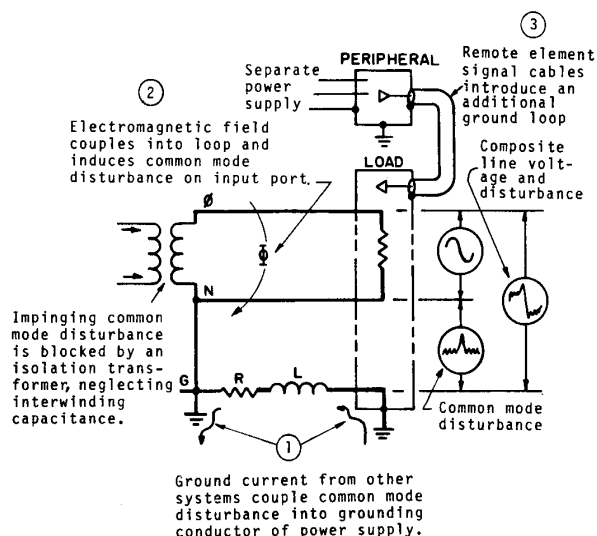 3
PERIPHERAL
Separate
power
supply
Remote element
signal cables
introduce an
additional
ground loop
2
Electromagnetic field
couples into loop and
induces common mode
disturbance on input port.
Composite
line volt-
age and
disturbance
LOAD
Ø
Φ
N
Impinging common
mode disturbance
is blocked by an
isolation trans-
former, neglecting
interwinding
capacitance.
G
R
L
Common mode
disturbance
1
Ground current from other
systems couple common mode
disturbance into grounding
conductor of power supply.